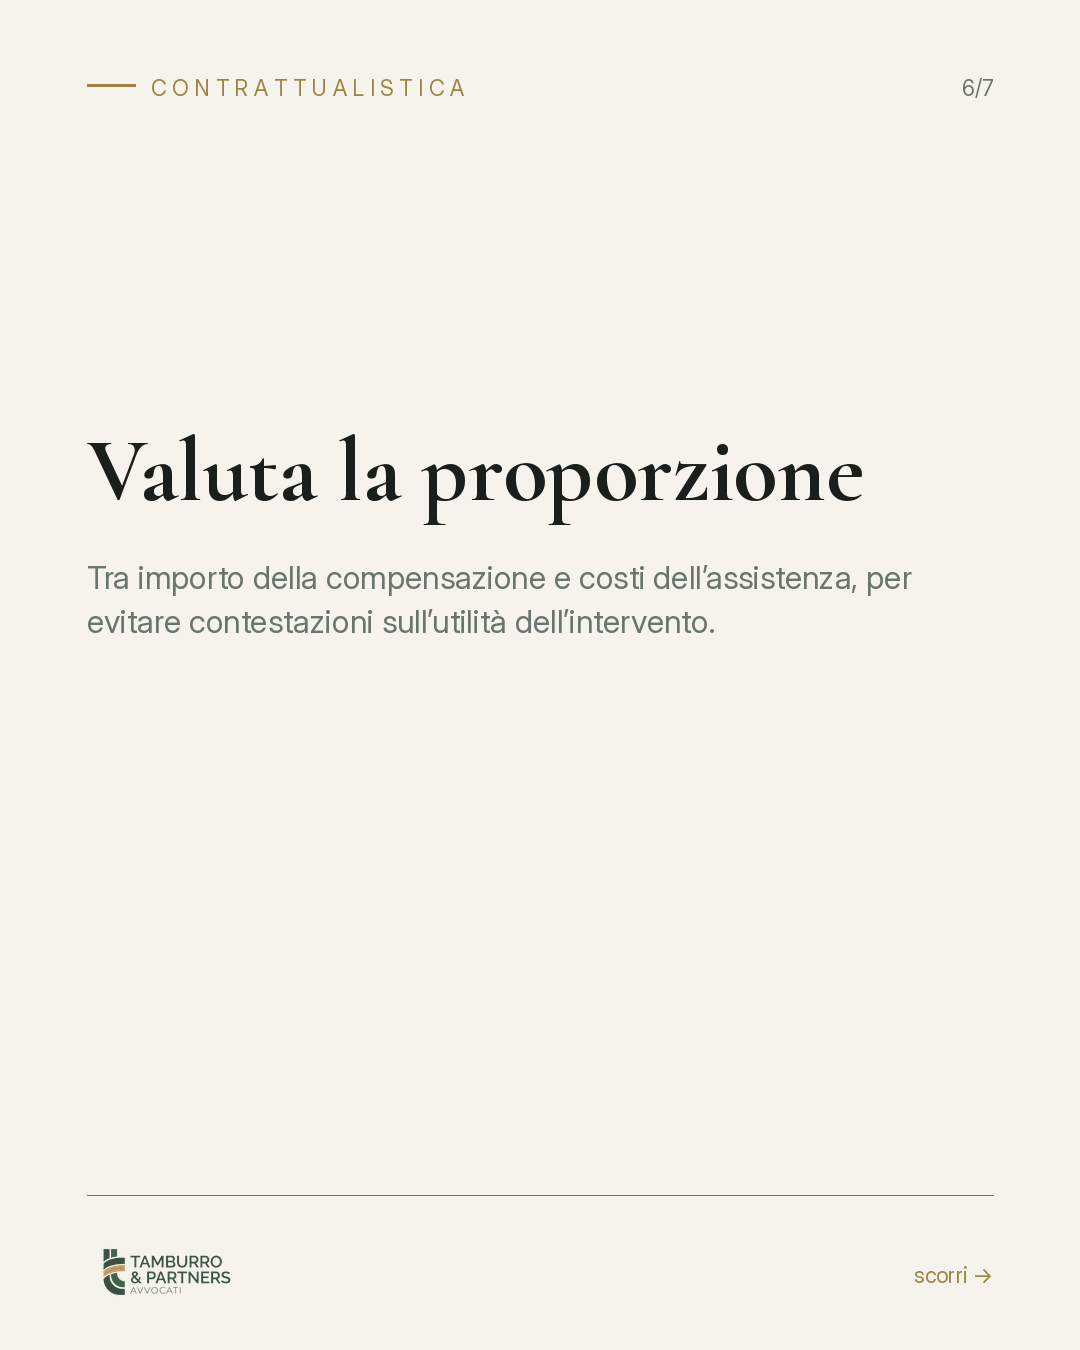 CONTRATTUALISTICA
6/7
Valuta la proporzione
Tra importo della compensazione e costi dell’assistenza, per
evitare contestazioni sull’utilità dell’intervento.
TAMBURRO
& PARTNERS
AVVOCATI
scorri →